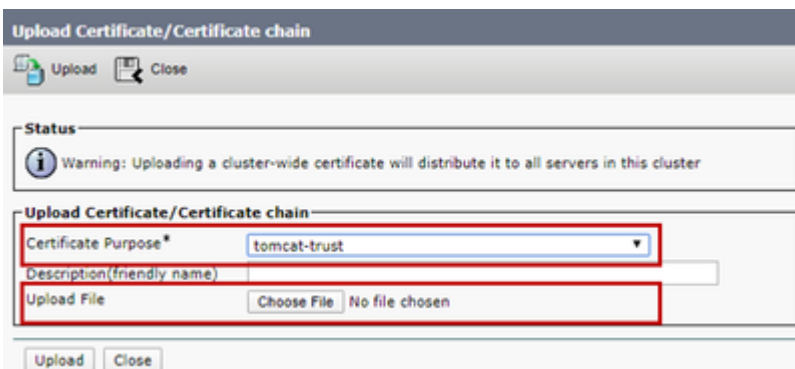 Upload Certificate/Certificate chain
Upload Close
Status
i Warning: Uploading a cluster-wide certificate will distribute it to all servers in this cluster
Upload Certificate/Certificate chain
Certificate Purpose* tomcat-trust
Description(friendly name)
Upload File Choose File No file chosen
Upload Close